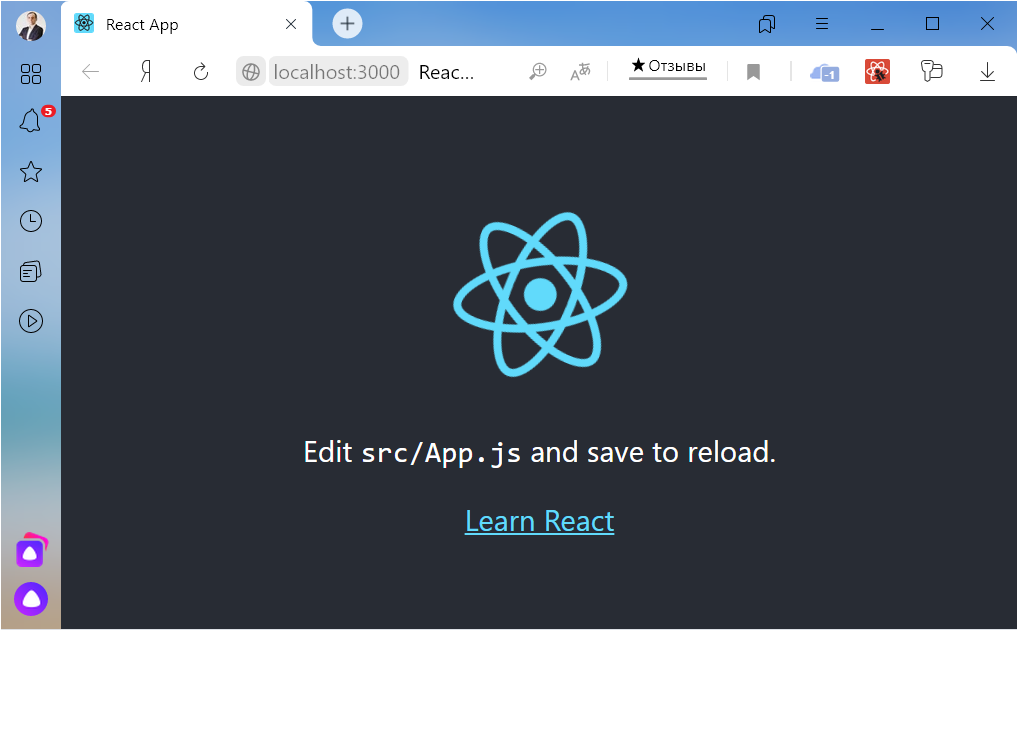 React App
Я
localhost:3000 Reac...
★Отзывы
-1
5
Edit src/App.js and save to reload.
Learn React